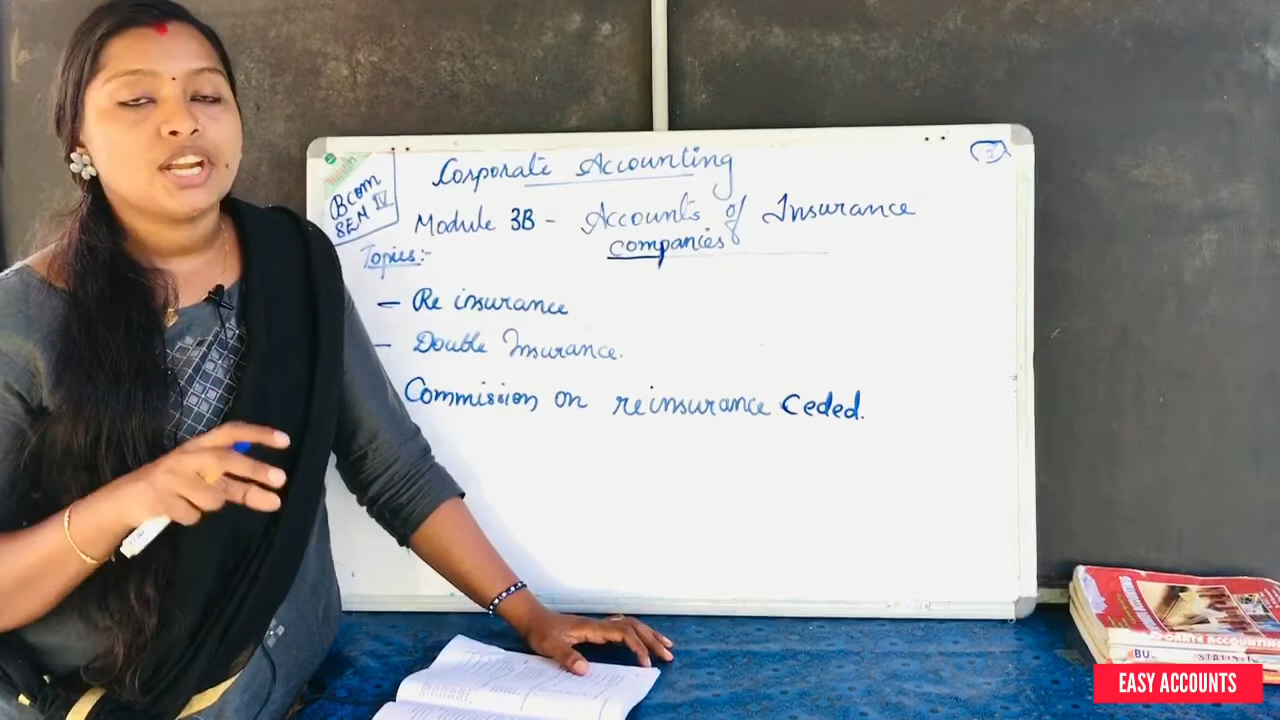 Bcom
SEM IV
Corporate Accounting
7
Module 3B - Accounts of Insurance
companies
Topics:-
- Re insurance
- Double Insurance.
Commission on reinsurance Ceded.
EASY ACCOUNTS